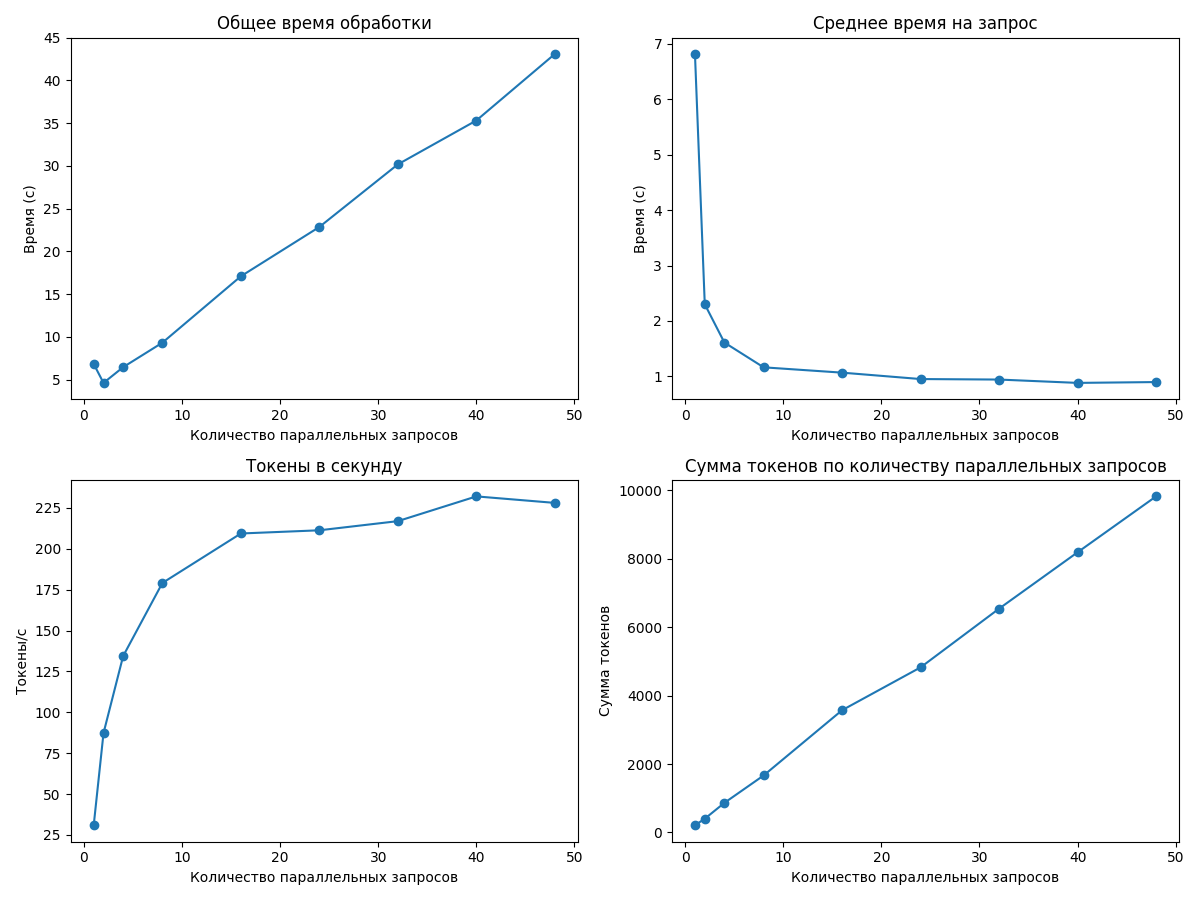 Общее время обработки
45
40
35
30
25
20
15
10
5
Время (с)
0 10 20 30 40 50
Количество параллельных запросов
Среднее время на запрос
7
6
5
4
3
2
1
Время (с)
0 10 20 30 40 50
Количество параллельных запросов
Токены в секунду
225
200
175
150
125
100
75
50
25
Токены/с
0 10 20 30 40 50
Количество параллельных запросов
Сумма токенов по количеству параллельных запросов
10000
8000
6000
4000
2000
0
Сумма токенов
0 10 20 30 40 50
Количество параллельных запросов